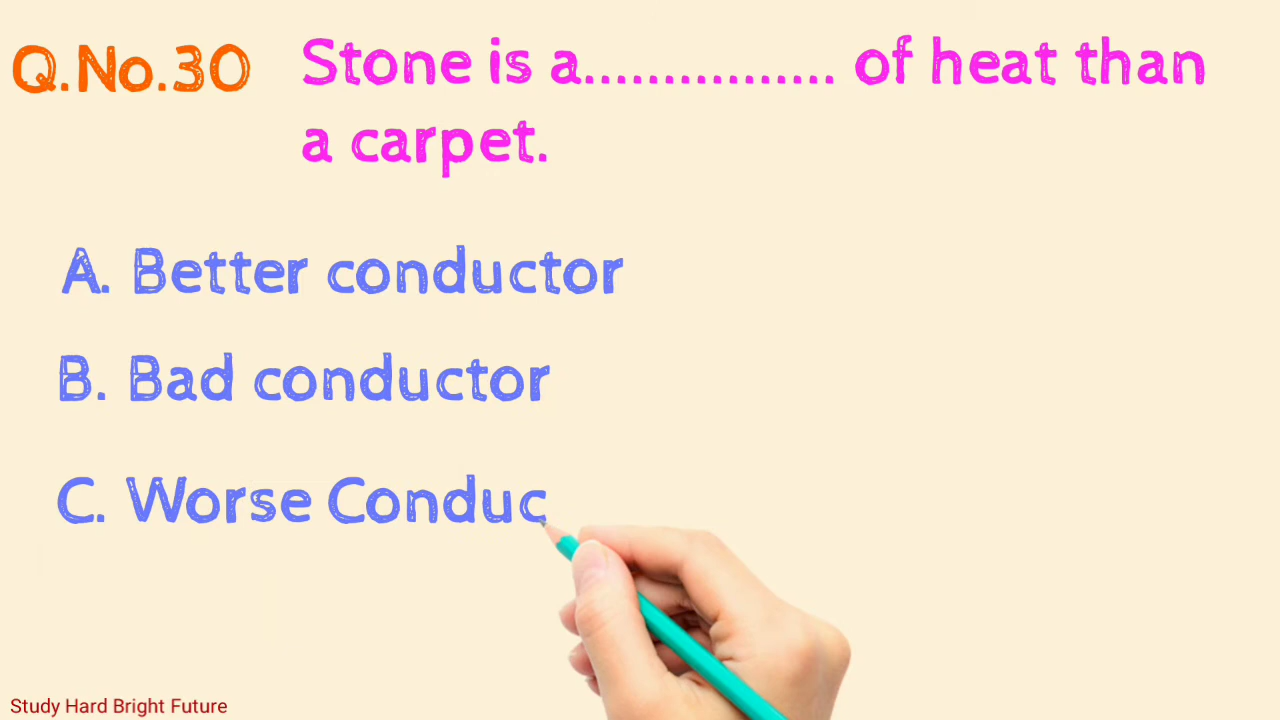 Q.No.30 Stone is a................ of heat than
a carpet.
A. Better conductor
B. Bad conductor
C. Worse Conduc
Study Hard Bright Future